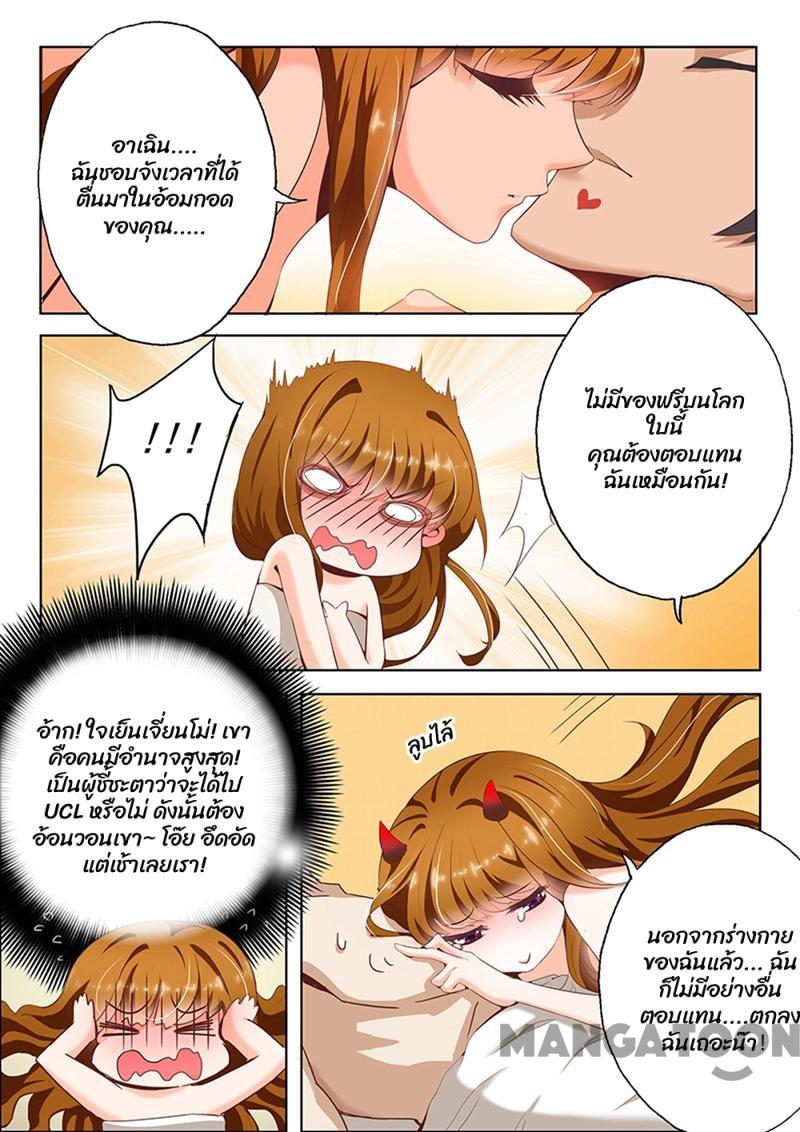 อาเฉิน....
ฉันชอบจังเวลาที่ได้
ตื่นมาในอ้อมกอด
ของคุณ.....
!!!
ไม่มีของฟรีบนโลก
ใบนี้
คุณต้องตอบแทน
ฉันเหมือนกัน!
อ้าก! ใจเย็นเจี่ยนโม่! เขา
คือคนมีอำนาจสูงสุด!
เป็นผู้ชี้ชะตาว่าจะได้ไป
UCL หรือไม่ ดังนั้นต้อง
อ้อนวอนเขา~ โอ๊ย อึดอัด
แต่เช้าเลยเรา!
ลูบไล้
นอกจากร่างกาย
ของฉันแล้ว... ฉัน
ก็ไม่มีอย่างอื่น
ตอบแทน....ตกลง
ฉันเถอะน๊า!
MANGATOON